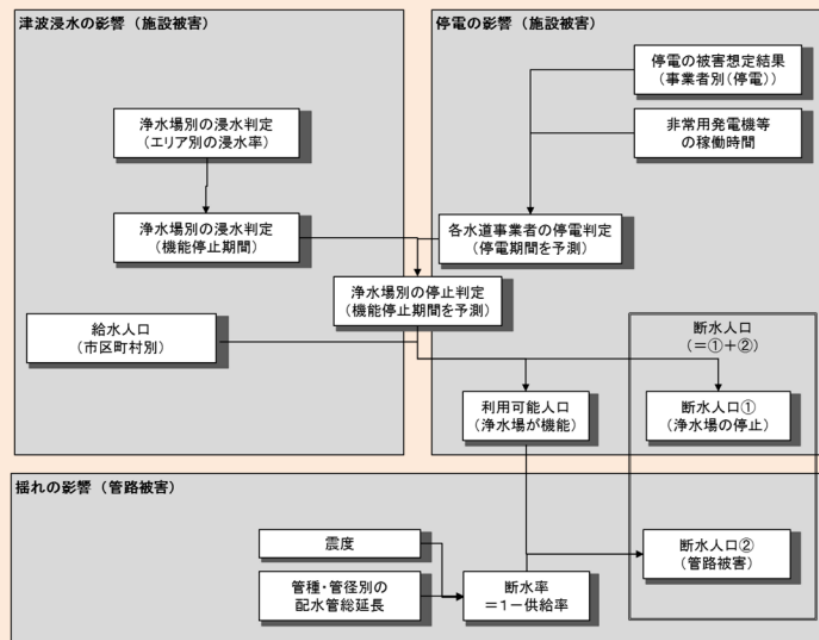 津波浸水の影響（施設被害）
停電の影響（施設被害）
停電の被害想定結果
（事業者別（停電））
浄水場別の浸水判定
（エリア別の浸水率）
非常用発電機等
の稼働時間
浄水場別の浸水判定
（機能停止期間）
各水道事業者の停電判定
（停電期間を予測）
浄水場別の停止判定
（機能停止期間を予測）
給水人口
（市区町村別）
断水人口
（＝①＋②）
利用可能人口
（浄水場が機能）
断水人口①
（浄水場の停止）
揺れの影響（管路被害）
震度
断水人口②
（管路被害）
管種・管径別の
配水管総延長
断水率
＝１－供給率